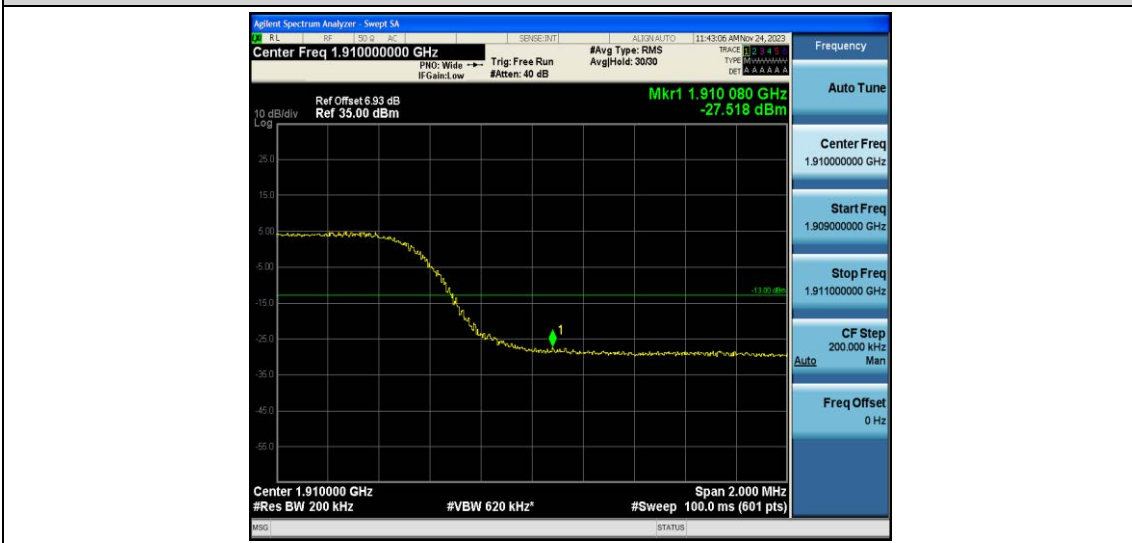 Agilent Spectrum Analyzer - Swept SA
LXI RL RF 50 Ω AC SENSE:INT ALIGN AUTO 11:43:06 AM Nov 24, 2023
Center Freq 1.910000000 GHz
PNO: Wide
IFGain:Low
Trig: Free Run
#Atten: 40 dB
#Avg Type: RMS
Avg|Hold: 30/30
TRACE 1 2 3 4 5 6
TYPE M
DET A A A A A A
Mkr1 1.910 080 GHz
-27.518 dBm
Ref Offset 6.93 dB
10 dB/div Ref 35.00 dBm
Log
25.0
15.0
5.00
-5.00
-13.00 dBm
-15.0
1
-25.0
-35.0
-45.0
-55.0
Center 1.910000 GHz Span 2.000 MHz
#Res BW 200 kHz #VBW 620 kHz* #Sweep 100.0 ms (601 pts)
MSG STATUS
Frequency
Auto Tune
Center Freq
1.910000000 GHz
Start Freq
1.909000000 GHz
Stop Freq
1.911000000 GHz
CF Step
200.000 kHz
Auto Man
Freq Offset
0 Hz